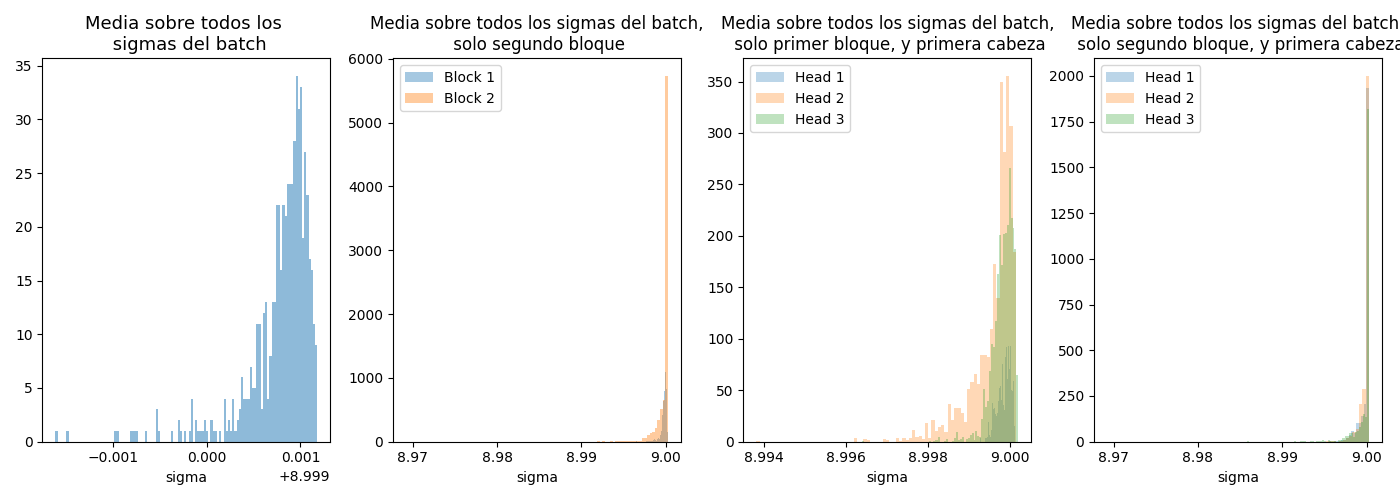 Media sobre todos los
sigmas del batch
35
30
25
20
15
10
5
0
−0.001
0.000
0.001
sigma
+8.999
Media sobre todos los sigmas del batch,
solo segundo bloque
Block 1
Block 2
6000
5000
4000
3000
2000
1000
0
8.97
8.98
8.99
9.00
sigma
Media sobre todos los sigmas del batch,
solo primer bloque, y primera cabeza
Head 1
Head 2
Head 3
350
300
250
200
150
100
50
0
8.994
8.996
8.998
9.000
sigma
Media sobre todos los sigmas del batch
solo segundo bloque, y primera cabeza
Head 1
Head 2
Head 3
2000
1750
1500
1250
1000
750
500
250
0
8.97
8.98
8.99
9.00
sigma